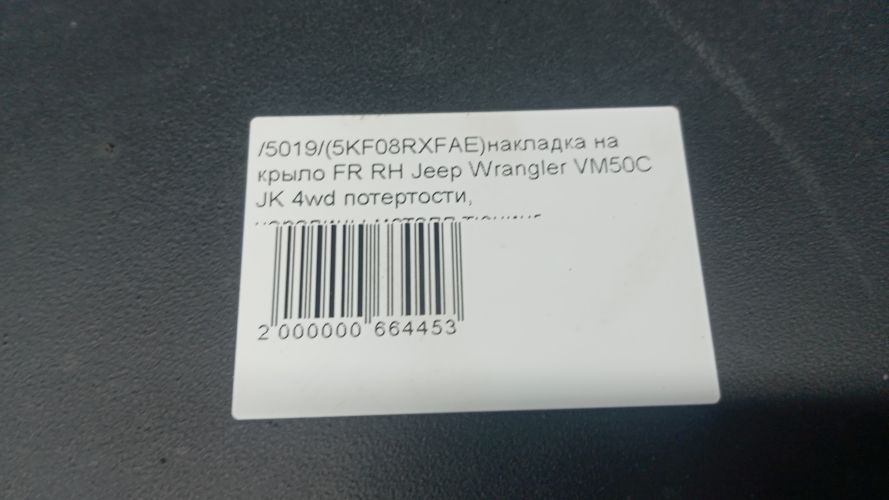 /5019/(5KF08RXFAE)накладка на
крыло FR RH Jeep Wrangler VM50C
JK 4wd потертости,
2 000000 664453